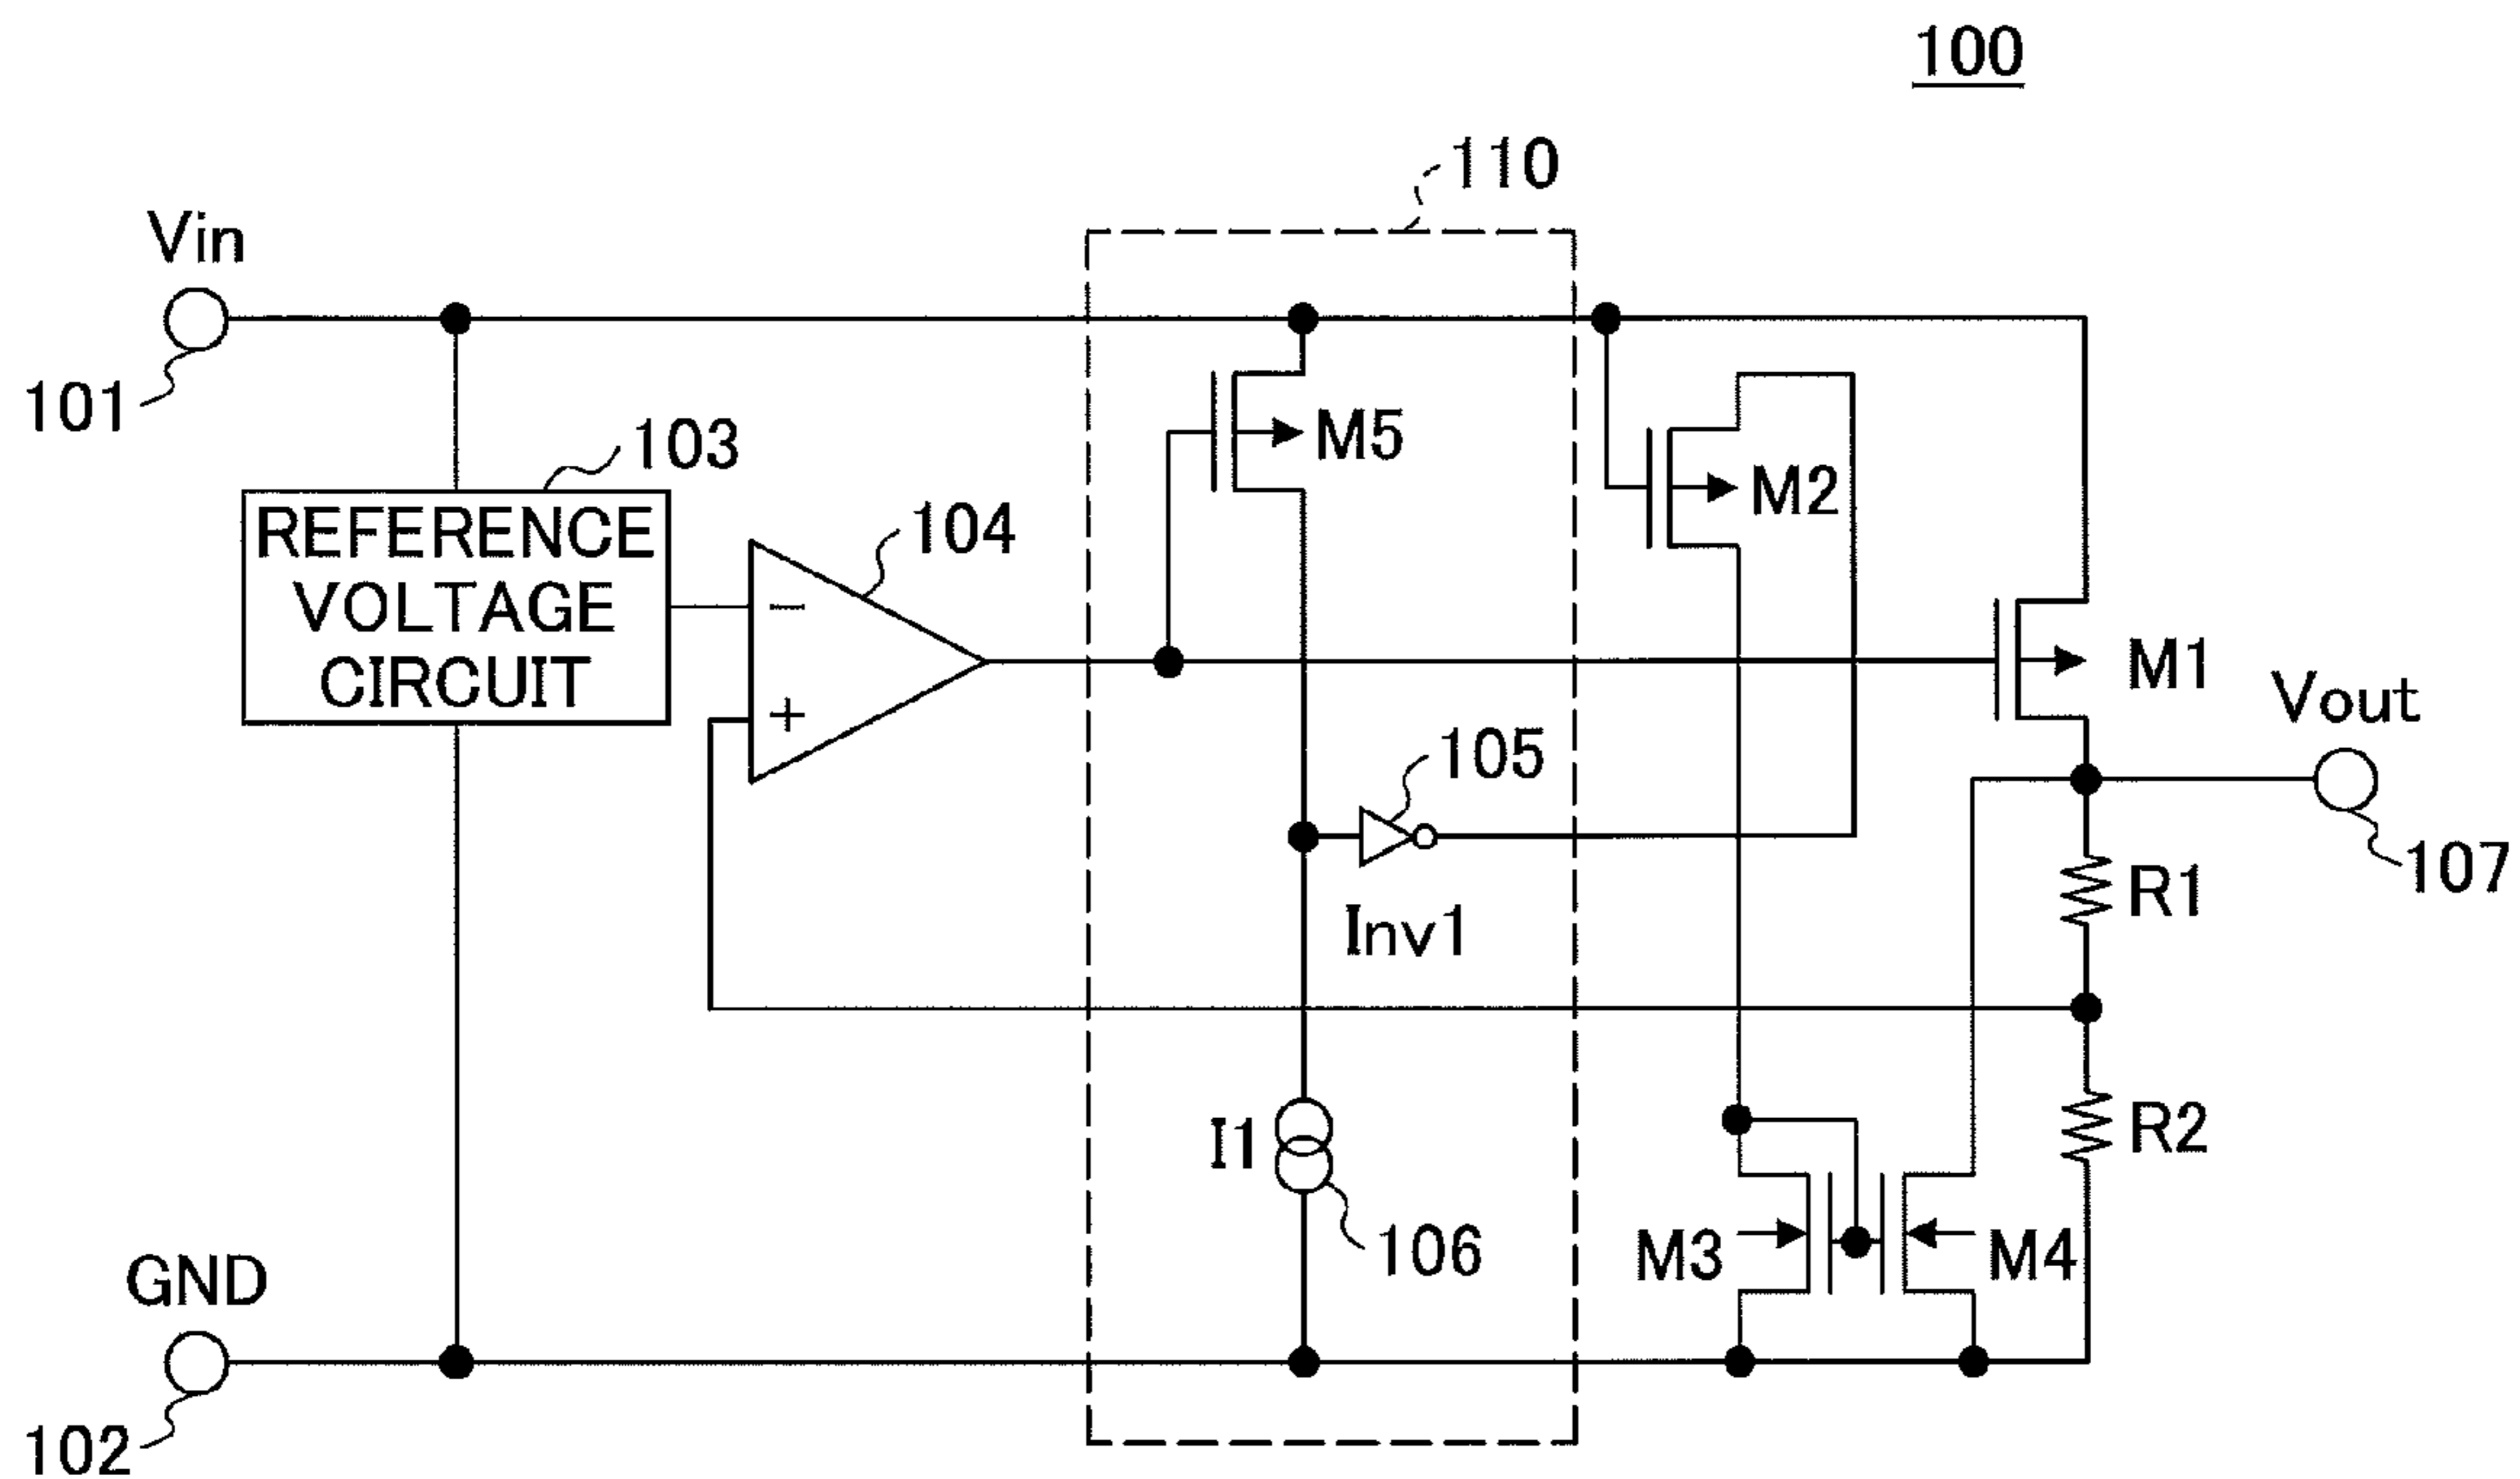 100
110
Vin
101
103
M5
M2
REFERENCE
VOLTAGE
CIRCUIT
104
−
+
M1
Vout
105
107
R1
Inv1
I1
R2
106
M3
M4
GND
102